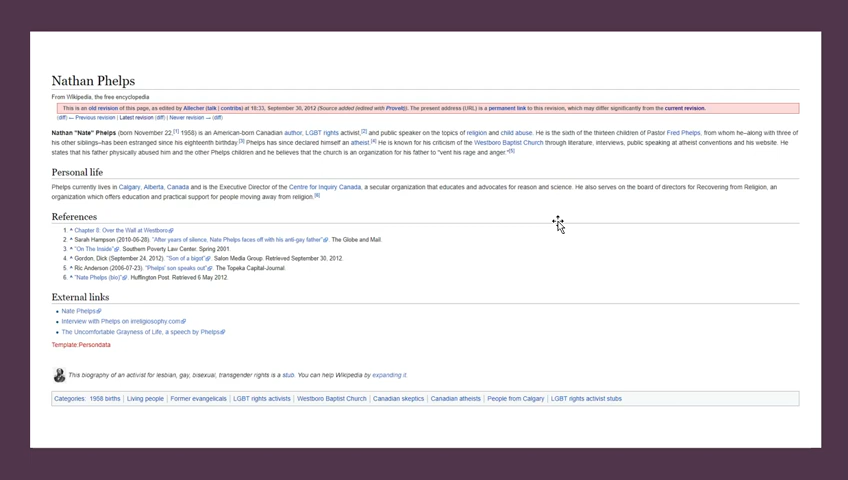 Nathan Phelps
From Wikipedia, the free encyclopedia
This is an old revision of this page, as edited by Allecher (talk | contribs) at 18:33, September 30, 2012 (Source added (edited with ProveIt)). The present address (URL) is a permanent link to this revision, which may differ significantly from the current revision.
(diff) ← Previous revision | Latest revision (diff) | Newer revision → (diff)
Nathan "Nate" Phelps (born November 22,[1] 1958) is an American-born Canadian author, LGBT rights activist,[2] and public speaker on the topics of religion and child abuse. He is the sixth of the thirteen children of Pastor Fred Phelps, from whom he–along with three of
his other siblings–has been estranged since his eighteenth birthday.[3] Phelps has since declared himself an atheist.[4] He is known for his criticism of the Westboro Baptist Church through literature, interviews, public speaking at atheist conventions and his website. He
states that his father physically abused him and the other Phelps children and he believes that the church is an organization for his father to "vent his rage and anger."[5]
Personal life
Phelps currently lives in Calgary, Alberta, Canada and is the Executive Director of the Centre for Inquiry Canada, a secular organization that educates and advocates for reason and science. He also serves on the board of directors for Recovering from Religion, an
organization which offers education and practical support for people moving away from religion.[6]
References
1. ^ Chapter 8. Over the Wall at Westboro
2. ^ Sarah Hampson (2010-06-28). "After years of silence, Nate Phelps faces off with his anti-gay father". The Globe and Mail.
3. ^ "On The Inside". Southern Poverty Law Center. Spring 2001.
4. ^ Gordon, Dick (September 24, 2012). "Son of a bigot". Salon Media Group. Retrieved September 30, 2012.
5. ^ Ric Anderson (2006-07-23). "Phelps' son speaks out". The Topeka Capital-Journal
6. ^ "Nate Phelps (bio)". Huffington Post. Retrieved 6 May 2012.
External links
Nate Phelps
Interview with Phelps on irreligiosophy.com
The Uncomfortable Grayness of Life, a speech by Phelps
Template:Persondata
This biography of an activist for lesbian, gay, bisexual, transgender rights is a stub. You can help Wikipedia by expanding it.
Categories: 1958 births | Living people | Former evangelicals | LGBT rights activists | Westboro Baptist Church | Canadian skeptics | Canadian atheists | People from Calgary | LGBT rights activist stubs